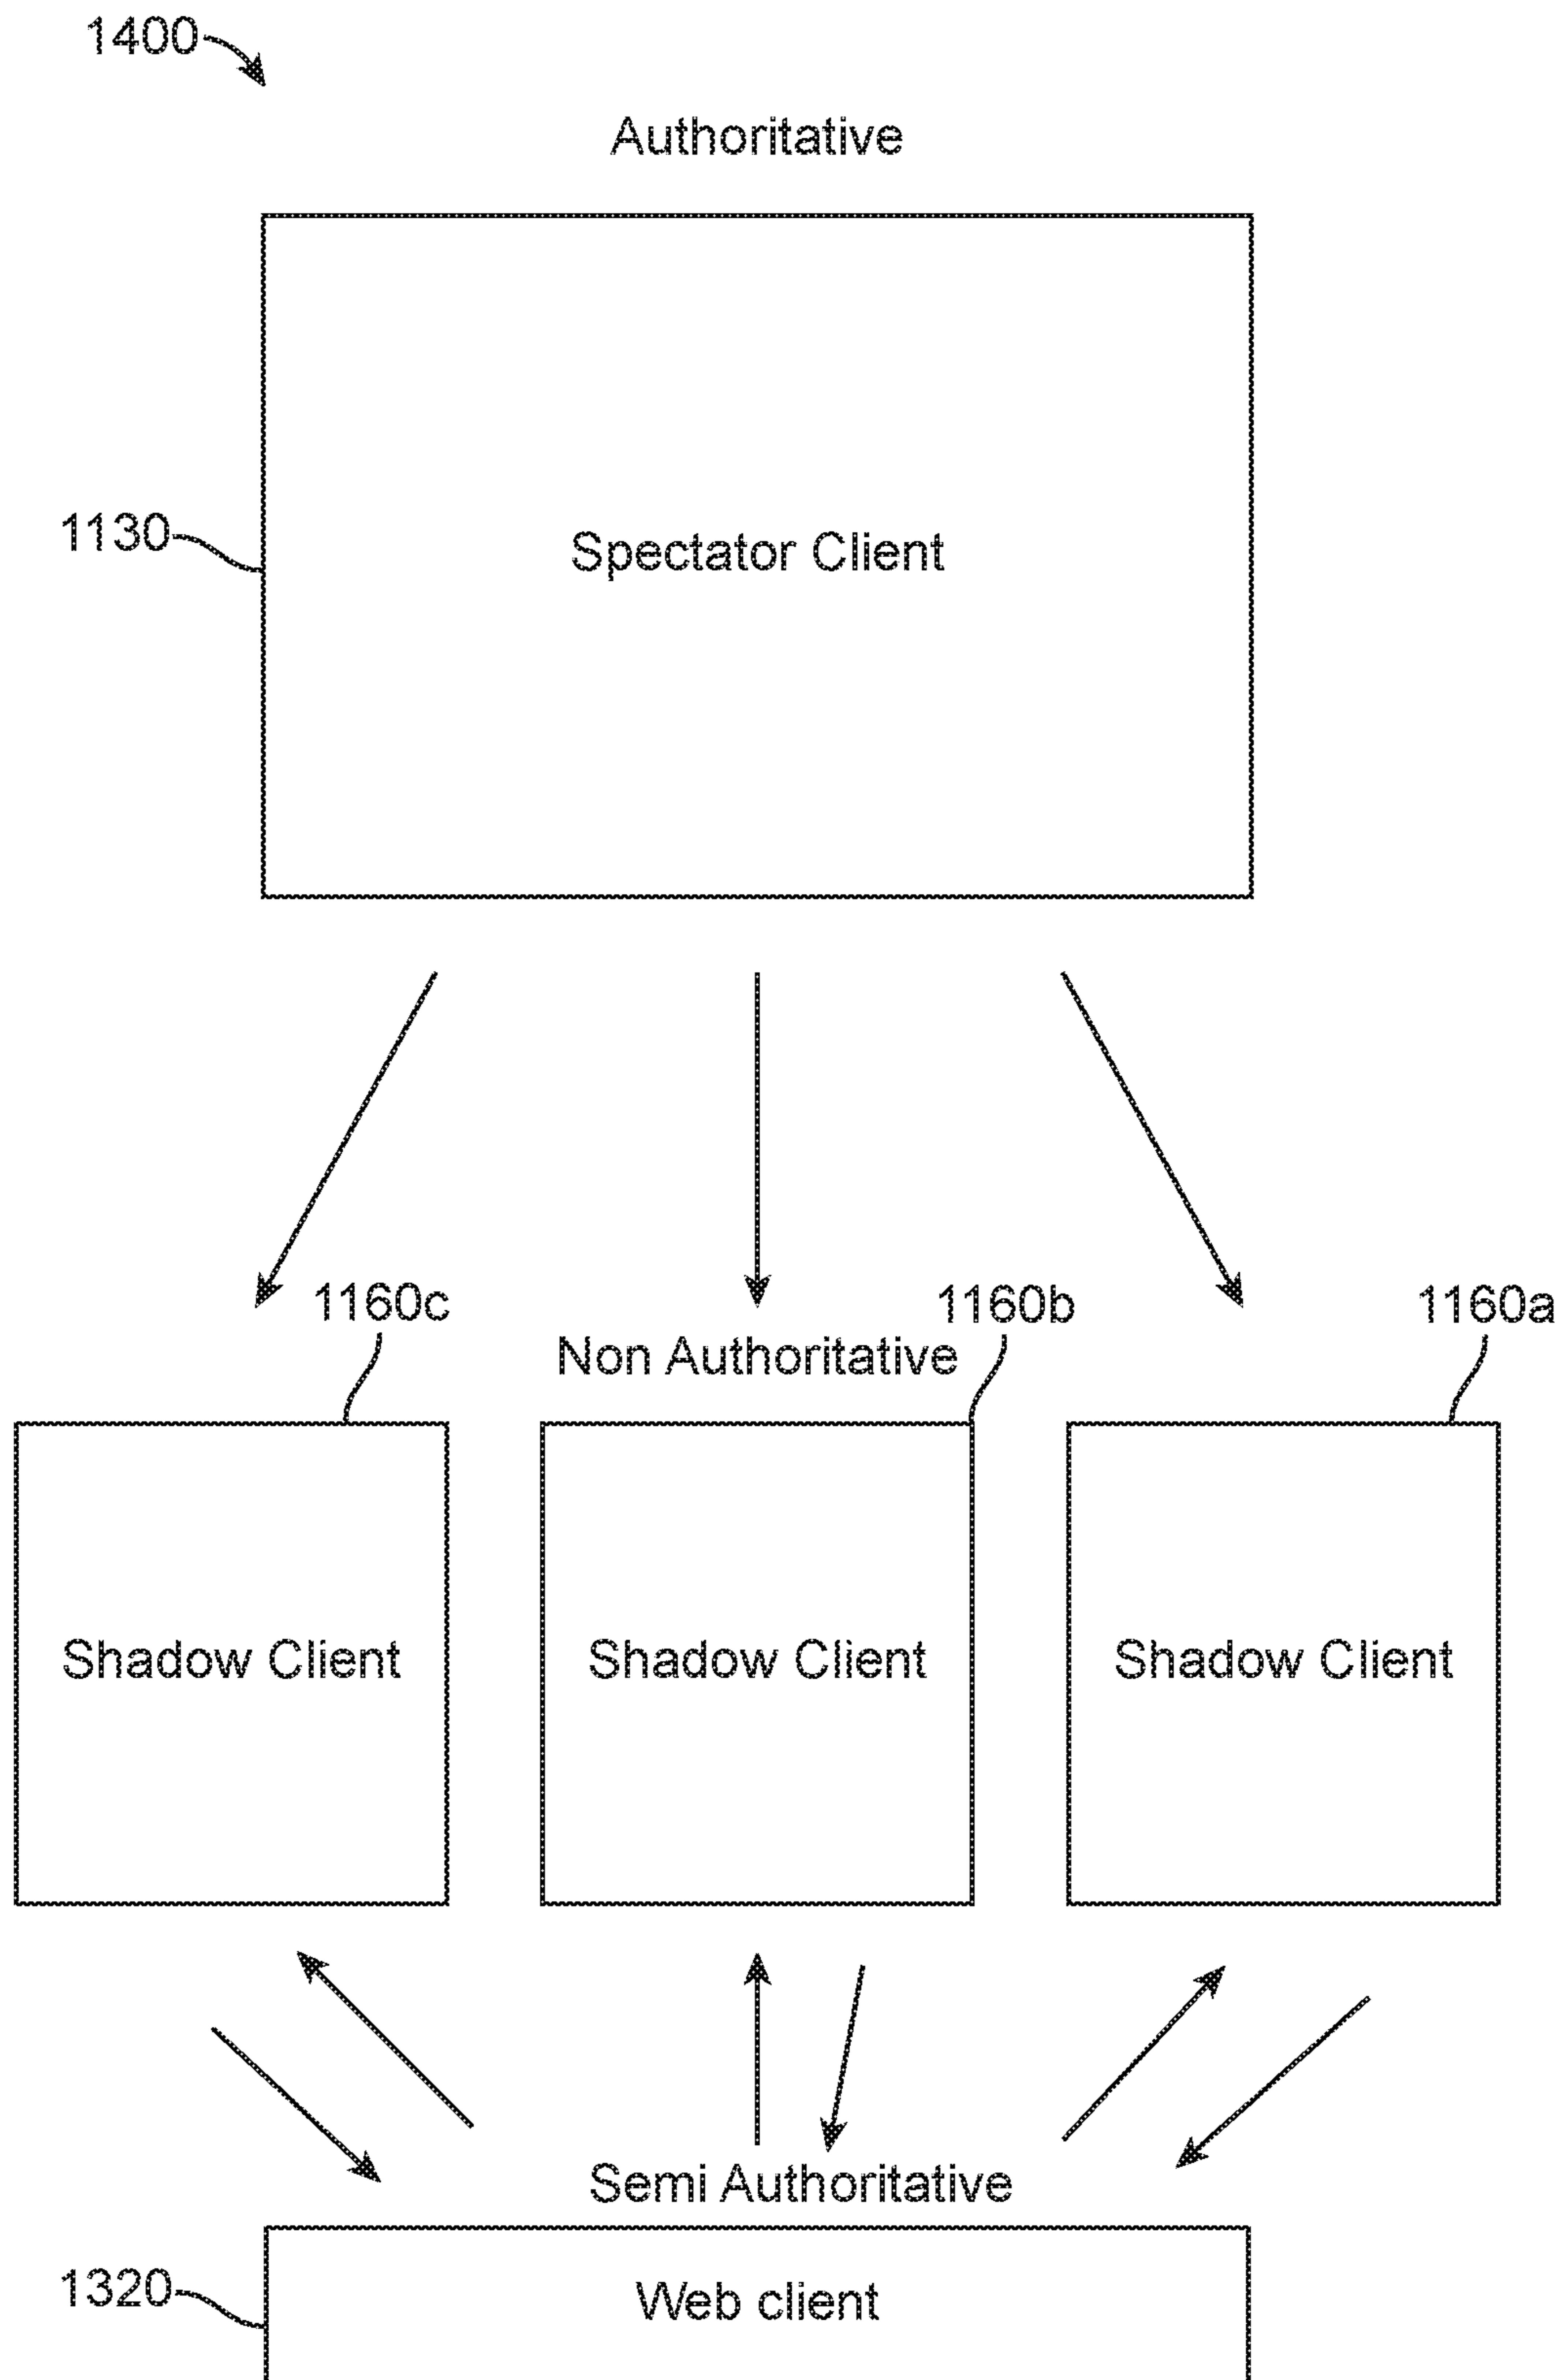 1400
Authoritative
1130
Spectator Client
1160c
1160b
1160a
Non Authoritative
Shadow Client
Shadow Client
Shadow Client
Semi Authoritative
1320
Web client